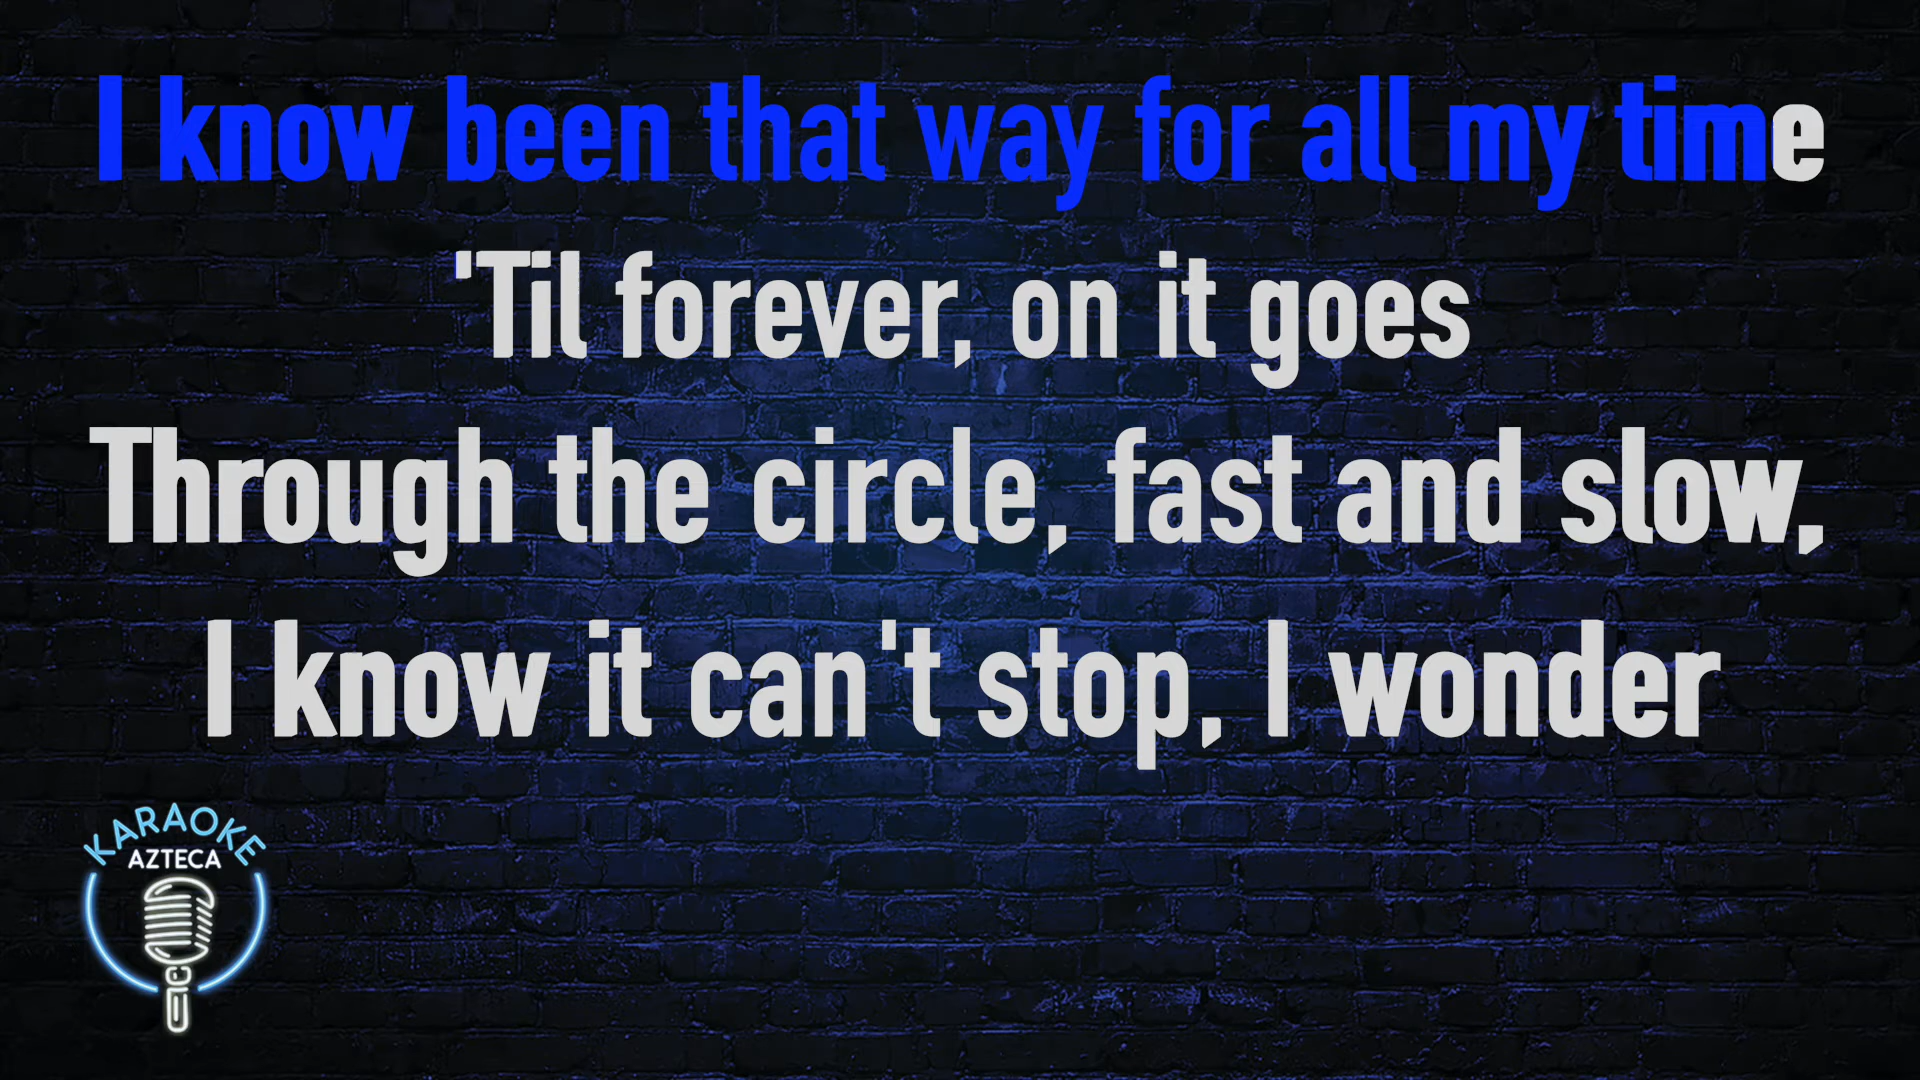 I know been that way for all my time
'Til forever, on it goes
Through the circle, fast and slow,
I know it can't stop, I wonder
KARAOKE
AZTECA